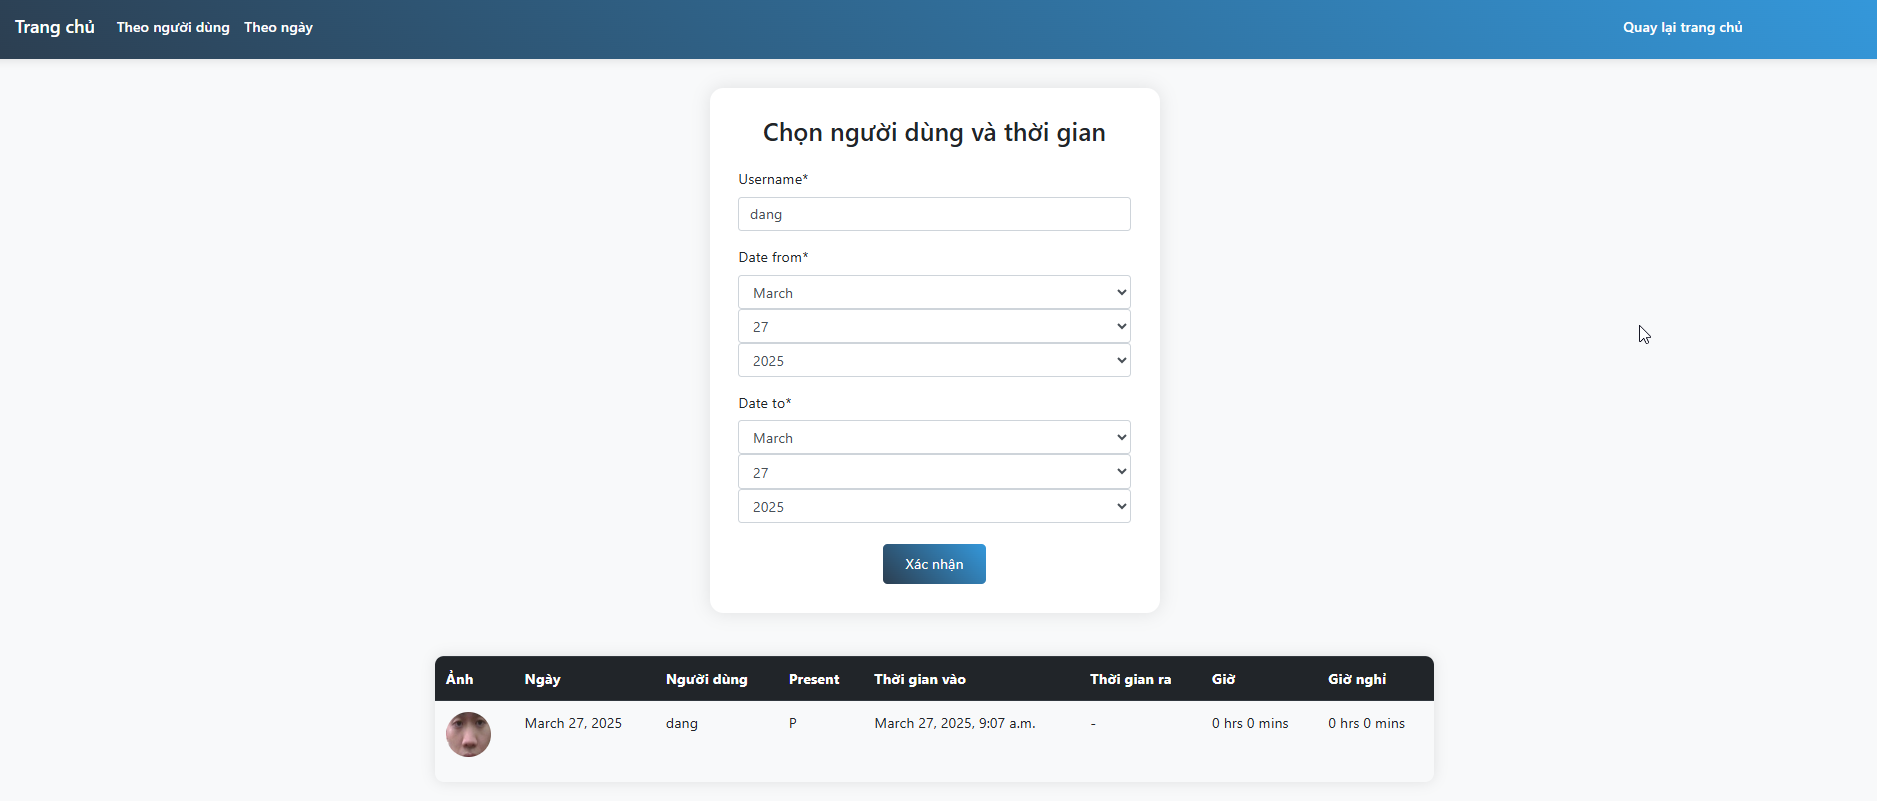 Trang chủ Theo người dùng Theo ngày Quay lại trang chủ
Chọn người dùng và thời gian
Username*
dang
Date from*
March
27
2025
Date to*
March
27
2025
Xác nhận
Ảnh Ngày Người dùng Present Thời gian vào Thời gian ra Giờ Giờ nghỉ
March 27, 2025 dang P March 27, 2025, 9:07 a.m. - 0 hrs 0 mins 0 hrs 0 mins